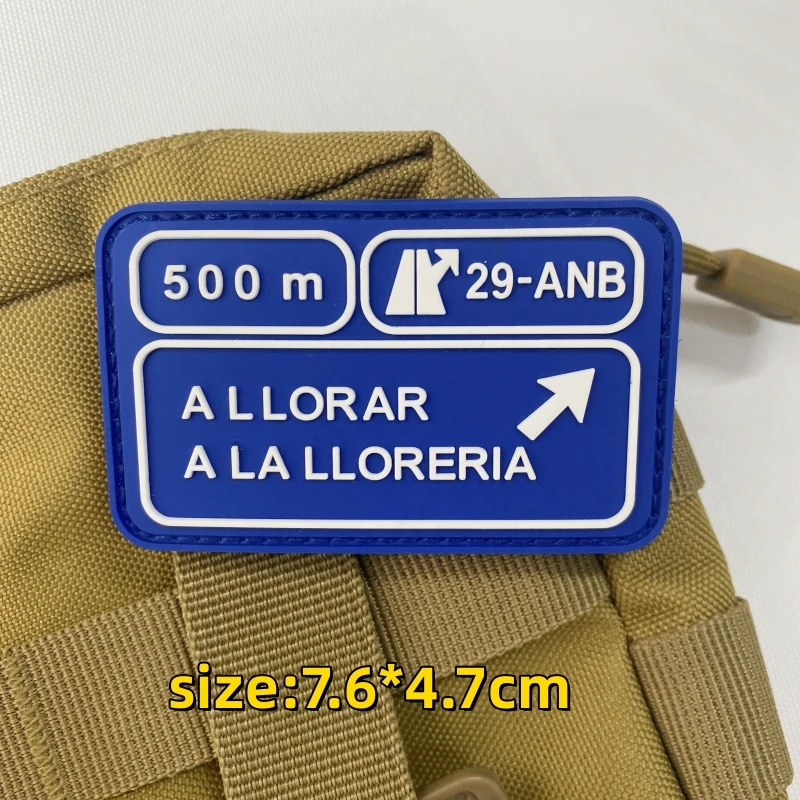 500 m
29-ANB
A LLORAR
A LA LLORERIA
size:7.6*4.7cm